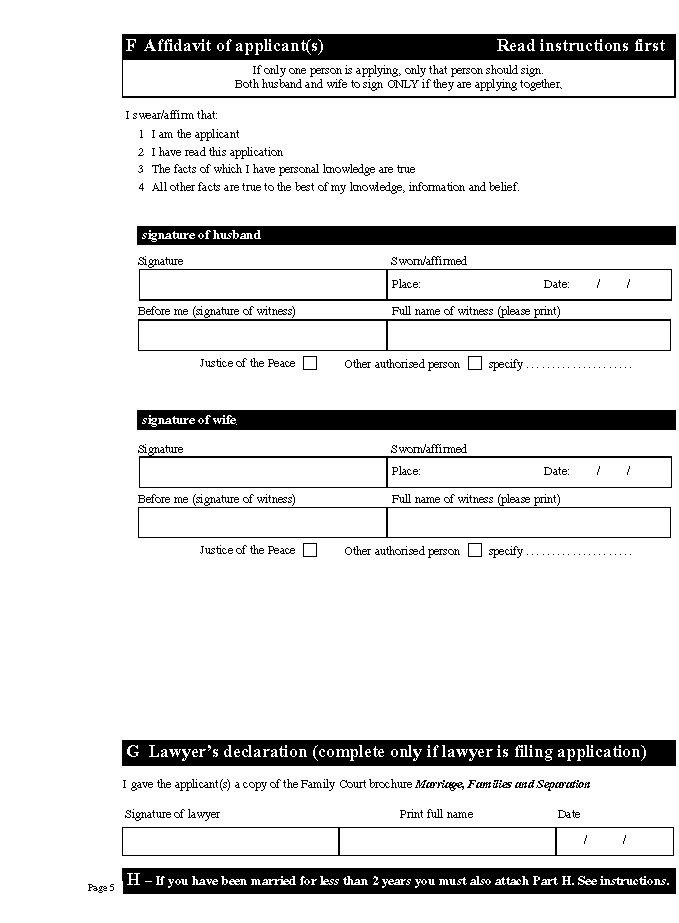 F Affidavit of applicant(s) Read instructions first
If only one person is applying, only that person should sign.
Both husband and wife to sign ONLY if they are applying together.
I swear/affirm that:
1 I am the applicant
2 I have read this application
3 The facts of which I have personal knowledge are true
4 All other facts are true to the best of my knowledge, information and belief.
signature of husband
Signature Sworn/affirmed
Place: Date: / /
Before me (signature of witness) Full name of witness (please print)
Justice of the Peace Other authorised person specify . . . . . . . . . . . . . . . . . . . . .
signature of wife
Signature Sworn/affirmed
Place: Date: / /
Before me (signature of witness) Full name of witness (please print)
Justice of the Peace Other authorised person specify . . . . . . . . . . . . . . . . . . . . .
G Lawyer's declaration (complete only if lawyer is filing application)
I gave the applicant(s) a copy of the Family Court brochure Marriage, Families and Separation
Signature of lawyer Print full name Date
/ /
Page 5 H – If you have been married for less than 2 years you must also attach Part H. See instructions.